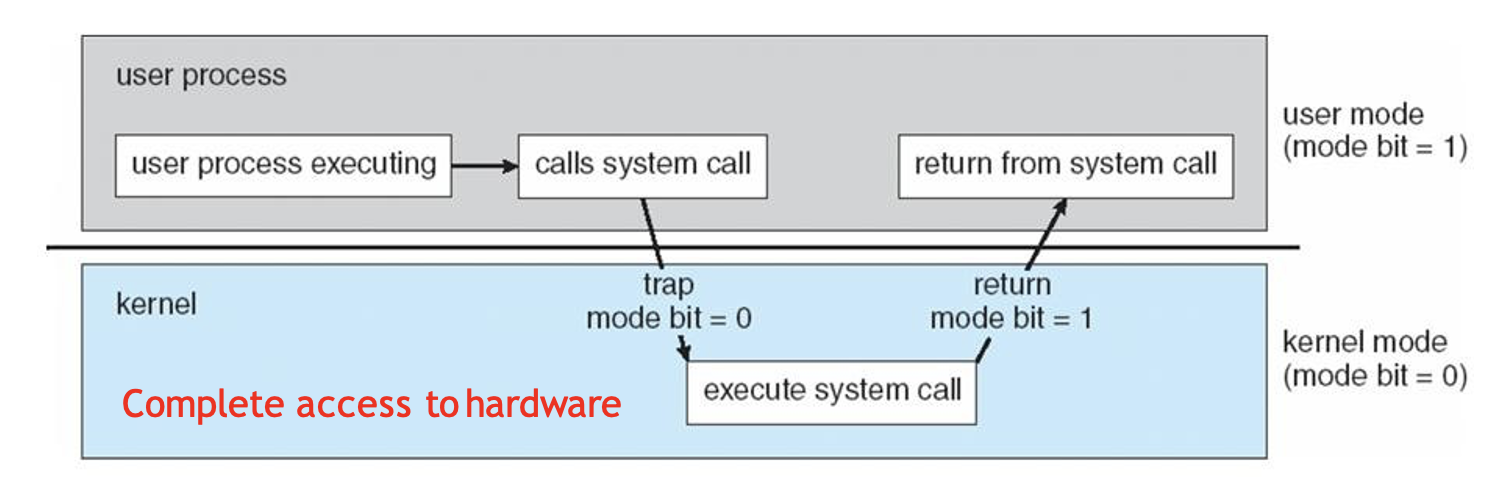 user process
user process executing
calls system call
return from system call
user mode
(mode bit = 1)
kernel
trap
mode bit = 0
return
mode bit = 1
execute system call
Complete access to hardware
kernel mode
(mode bit = 0)